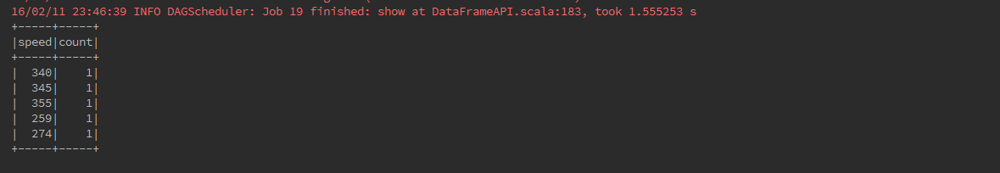 16/02/11 23:46:39 INFO DAGScheduler: Job 19 finished: show at DataFrameAPI.scala:183, took 1.555253 s
+-----+-----+
|speed|count|
+-----+-----+
|  340|    1|
|  345|    1|
|  355|    1|
|  259|    1|
|  274|    1|
+-----+-----+